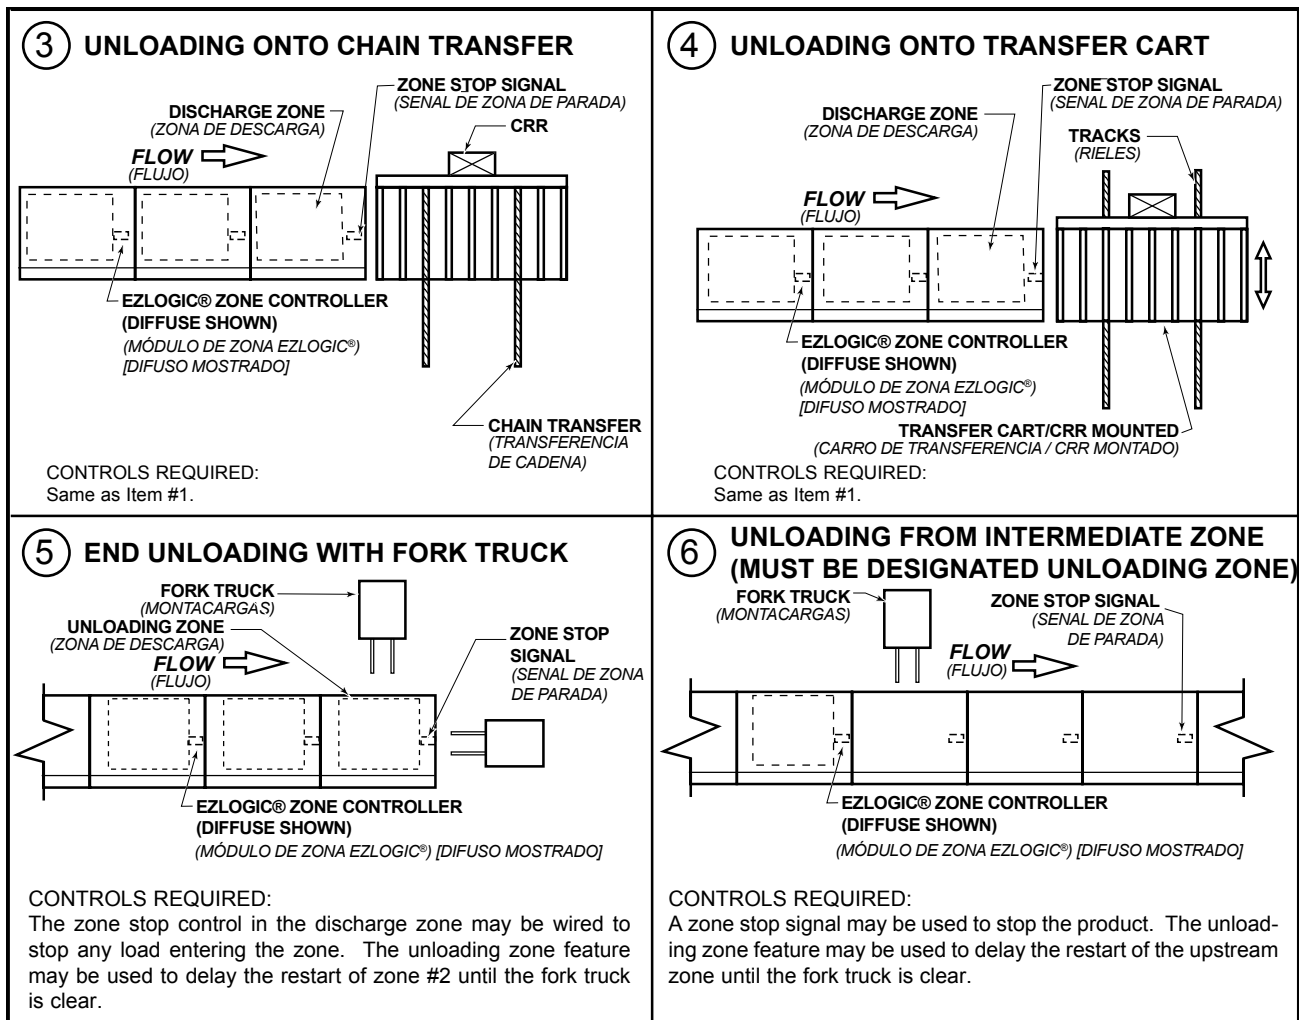 3 UNLOADING ONTO CHAIN TRANSFER
ZONE STOP SIGNAL
(SENAL DE ZONA DE PARADA)
DISCHARGE ZONE
(ZONA DE DESCARGA)
CRR
FLOW
(FLUJO)
EZLOGIC® ZONE CONTROLLER
(DIFFUSE SHOWN)
(MÓDULO DE ZONA EZLOGIC®)
[DIFUSO MOSTRADO]
CHAIN TRANSFER
(TRANSFERENCIA
DE CADENA)
CONTROLS REQUIRED:
Same as Item #1.
4 UNLOADING ONTO TRANSFER CART
ZONE STOP SIGNAL
(SENAL DE ZONA DE PARADA)
DISCHARGE ZONE
(ZONA DE DESCARGA)
TRACKS
(RIELES)
FLOW
(FLUJO)
EZLOGIC® ZONE CONTROLLER
(DIFFUSE SHOWN)
(MÓDULO DE ZONA EZLOGIC®)
[DIFUSO MOSTRADO]
TRANSFER CART/CRR MOUNTED
(CARRO DE TRANSFERENCIA / CRR MONTADO)
CONTROLS REQUIRED:
Same as Item #1.
5 END UNLOADING WITH FORK TRUCK
FORK TRUCK
(MONTACARGAS)
UNLOADING ZONE
(ZONA DE DESCARGA)
FLOW
(FLUJO)
ZONE STOP
SIGNAL
(SENAL DE ZONA
DE PARADA)
EZLOGIC® ZONE CONTROLLER
(DIFFUSE SHOWN)
(MÓDULO DE ZONA EZLOGIC®) [DIFUSO MOSTRADO]
CONTROLS REQUIRED:
The zone stop control in the discharge zone may be wired to
stop any load entering the zone. The unloading zone feature
may be used to delay the restart of zone #2 until the fork truck
is clear.
6 UNLOADING FROM INTERMEDIATE ZONE
(MUST BE DESIGNATED UNLOADING ZONE)
FORK TRUCK
(MONTACARGAS)
ZONE STOP SIGNAL
(SENAL DE ZONA
DE PARADA)
FLOW
(FLUJO)
EZLOGIC® ZONE CONTROLLER
(DIFFUSE SHOWN)
(MÓDULO DE ZONA EZLOGIC®) [DIFUSO MOSTRADO]
CONTROLS REQUIRED:
A zone stop signal may be used to stop the product. The unload-
ing zone feature may be used to delay the restart of the upstream
zone until the fork truck is clear.